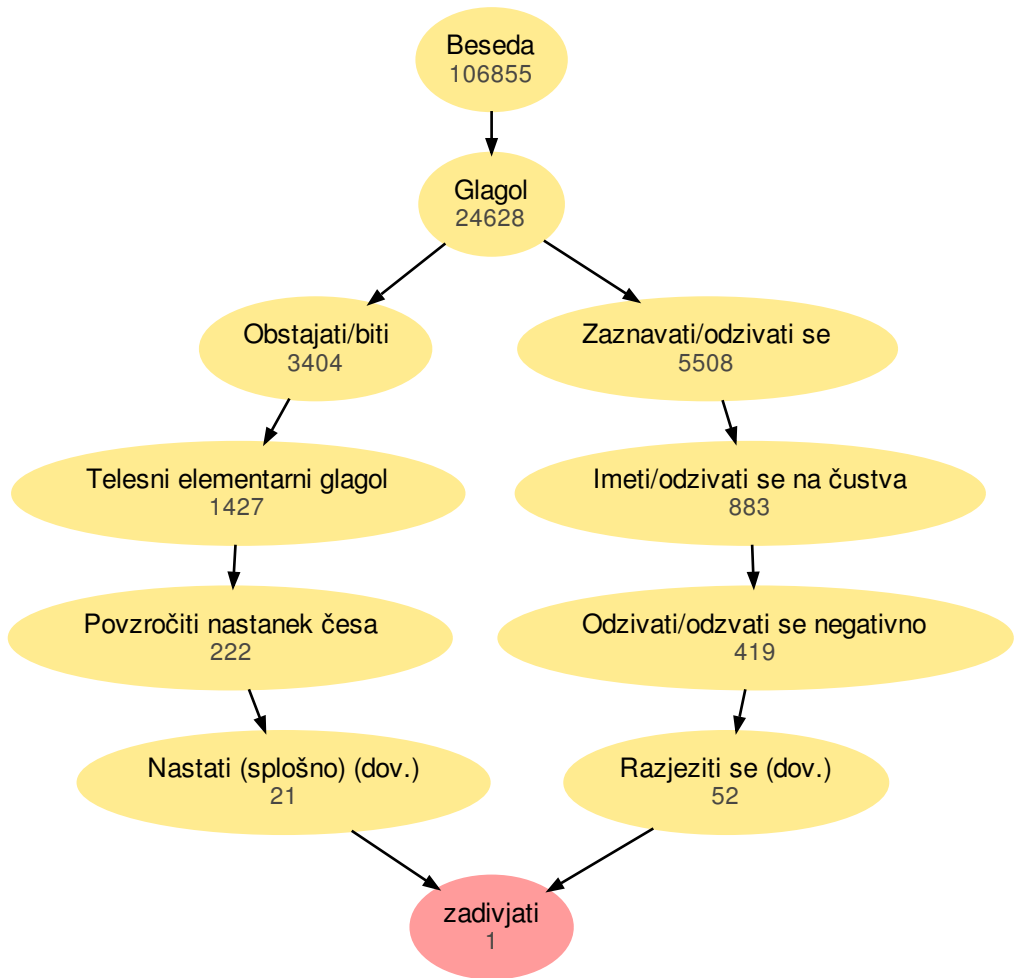 Beseda
106855
Glagol
24628
Obstajati/biti
3404
Zaznavati/odzivati se
5508
Telesni elementarni glagol
1427
Imeti/odzivati se na čustva
883
Povzročiti nastanek česa
222
Odzivati/odzvati se negativno
419
Nastati (splošno) (dov.)
21
Razjeziti se (dov.)
52
zadivjati
1